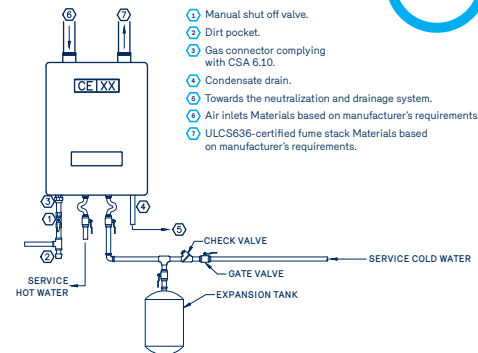 6
7
1 Manual shut off valve.
2 Dirt pocket.
3 Gas connector complying
with CSA 6.10.
4 Condensate drain.
5 Towards the neutralization and drainage system.
6 Air inlets Materials based on manufacturer's requirements
7 ULCS636-certified fume stack Materials based
on manufacturer's requirements.
CE XX
3
1
2
4
5
CHECK VALVE
SERVICE COLD WATER
GATE VALVE
SERVICE
HOT WATER
EXPANSION TANK